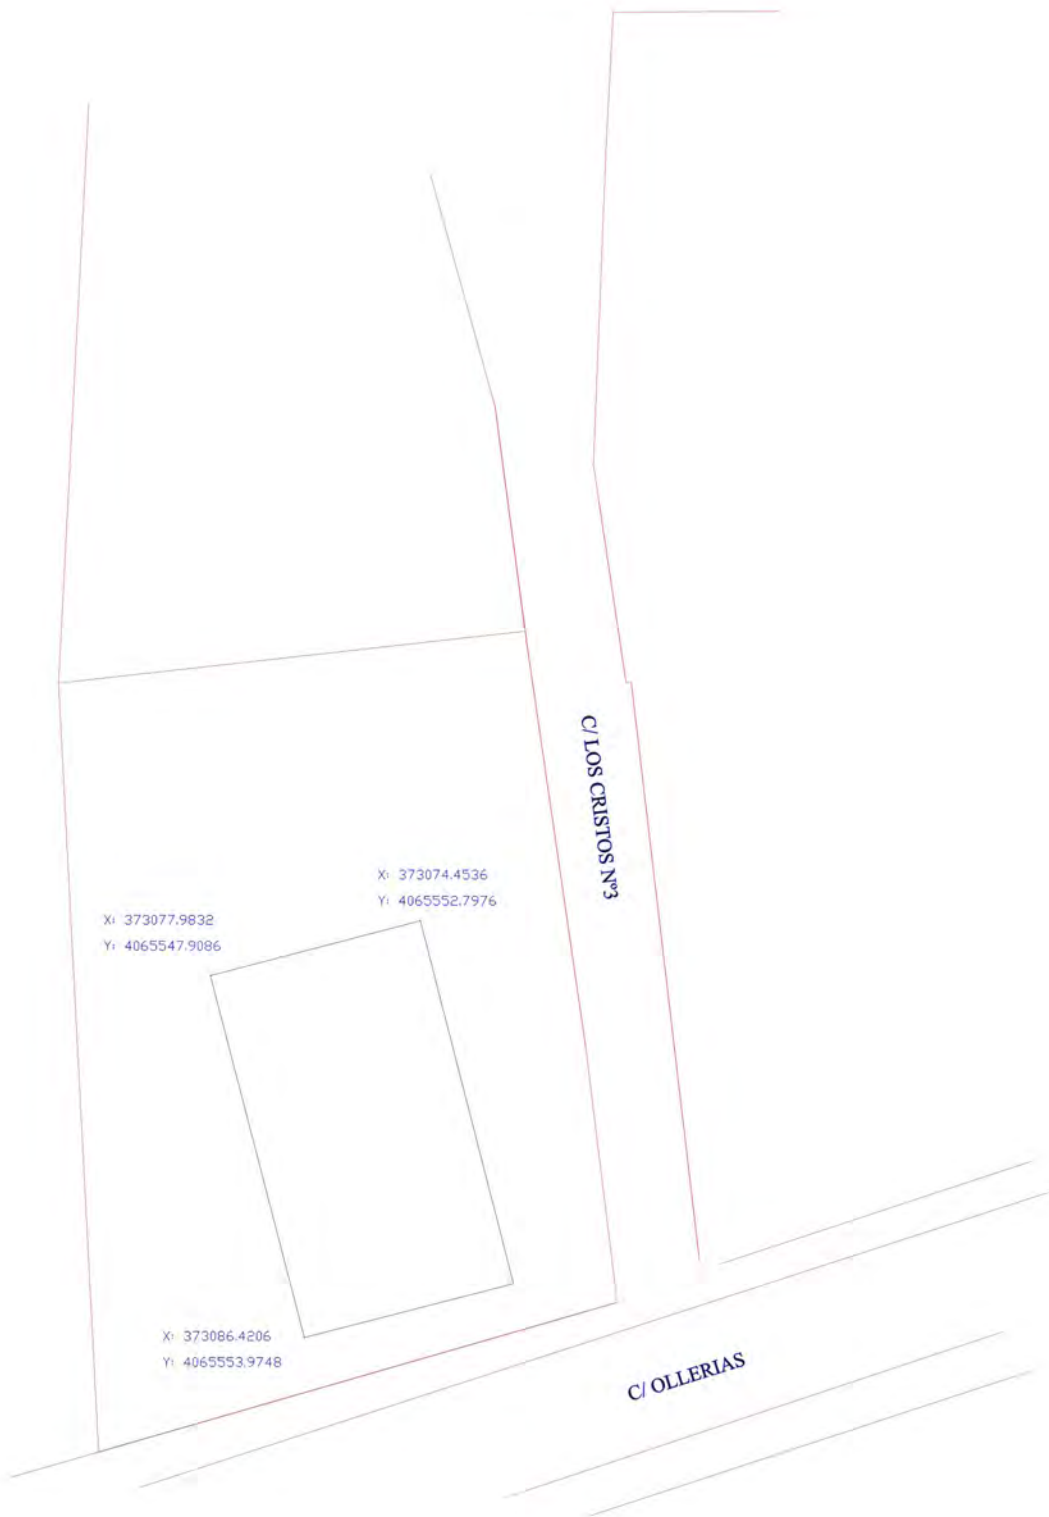 C/ LOS CRISTOS Nº3
X: 373074.4536
Y: 4065552.7976
X: 373077.9832
Y: 4065547.9086
X: 373086.4206
Y: 4065553.9748
C/ OLLERIAS